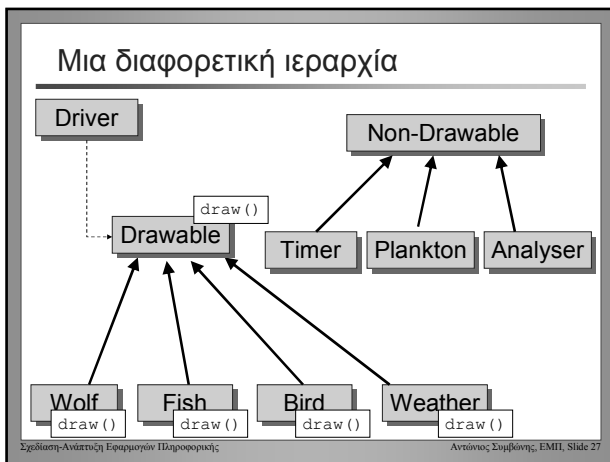 Μια διαφορετική ιεραρχία
Driver
Non-Drawable
draw()
Drawable
Timer
Plankton
Analyser
Wolf
draw()
Fish
draw()
Bird
draw()
Weather
draw()
Σχεδίαση-Ανάπτυξη Εφαρμογών Πληροφορικής
Αντώνιος Συμβώνης, ΕΜΠ, Slide 27